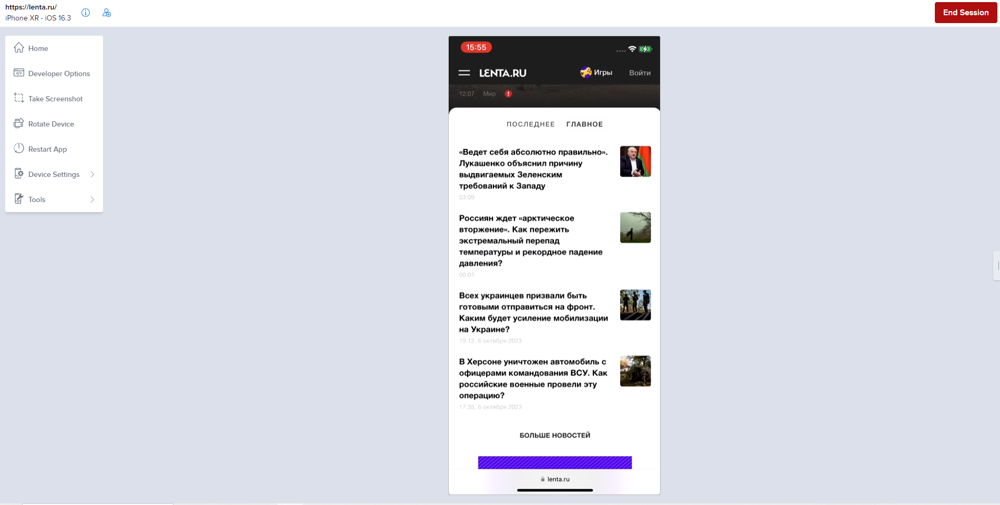 https://lenta.ru/
iPhone XR - iOS 16.3
End Session
Home
Developer Options
Take Screenshot
Rotate Device
Restart App
Device Settings
Tools
15:55
LENTA.RU
Игры
Войти
12:07 Мир
ПОСЛЕДНЕЕ ГЛАВНОЕ
«Ведет себя абсолютно правильно».
Лукашенко объяснил причину
выдвигаемых Зеленским
требований к Западу
03:09
Россиян ждет «арктическое
вторжение». Как пережить
экстремальный перепад
температуры и рекордное падение
давления?
00:01
Всех украинцев призвали быть
готовыми отправиться на фронт.
Каким будет усиление мобилизации
на Украине?
19:12, 6 октября 2023
В Херсоне уничтожен автомобиль с
офицерами командования ВСУ. Как
российские военные провели эту
операцию?
17:35, 6 октября 2023
БОЛЬШЕ НОВОСТЕЙ
lenta.ru